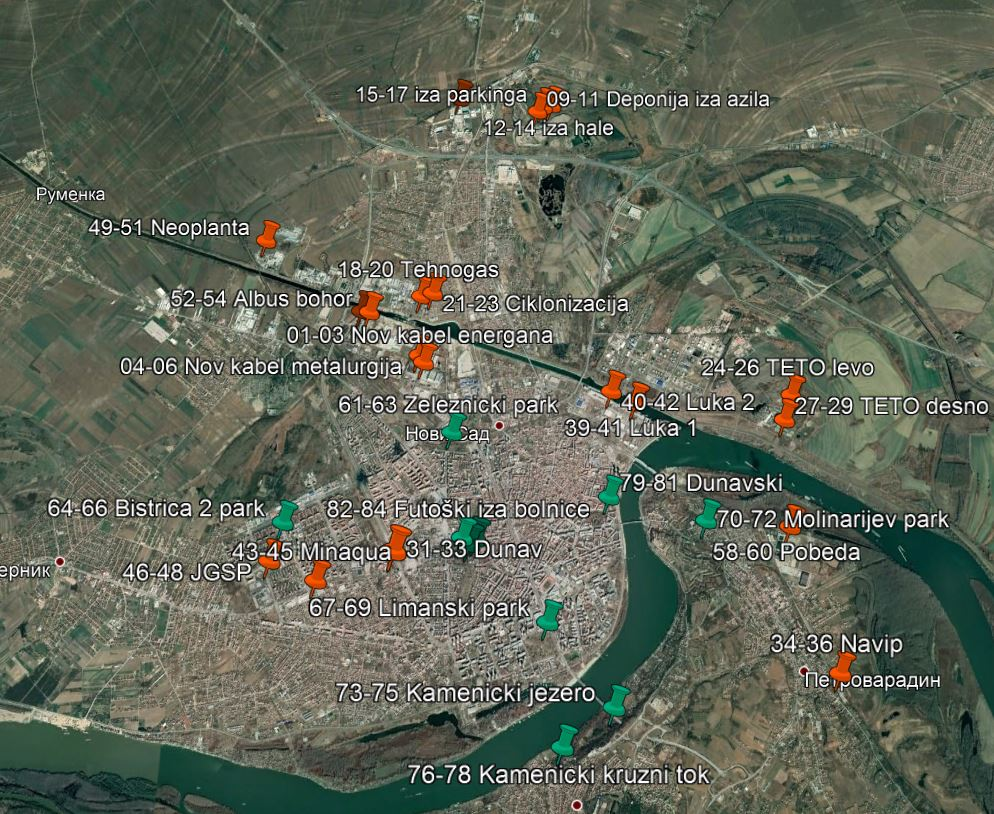 15-17 iza parkinga
09-11 Deponija iza azila
12-14 iza hale
Руменка
49-51 Neoplanta
18-20 Tehnogas
52-54 Albus bohor
21-23 Ciklonizacija
01-03 Nov kabel energana
04-06 Nov kabel metalurgija
24-26 TETO levo
61-63 Zeleznicki park
40-42 Luka 2
27-29 TETO desno
Нови Сад
39-41 Luka 1
79-81 Dunavski
64-66 Bistrica 2 park
82-84 Futoški iza bolnice
70-72 Molinarijev park
43-45 Minaqua
31-33 Dunav
58-60 Pobeda
ерник
46-48 JGSP
67-69 Limanski park
34-36 Navip
Петроварадин
73-75 Kamenicki jezero
76-78 Kamenicki kruzni tok